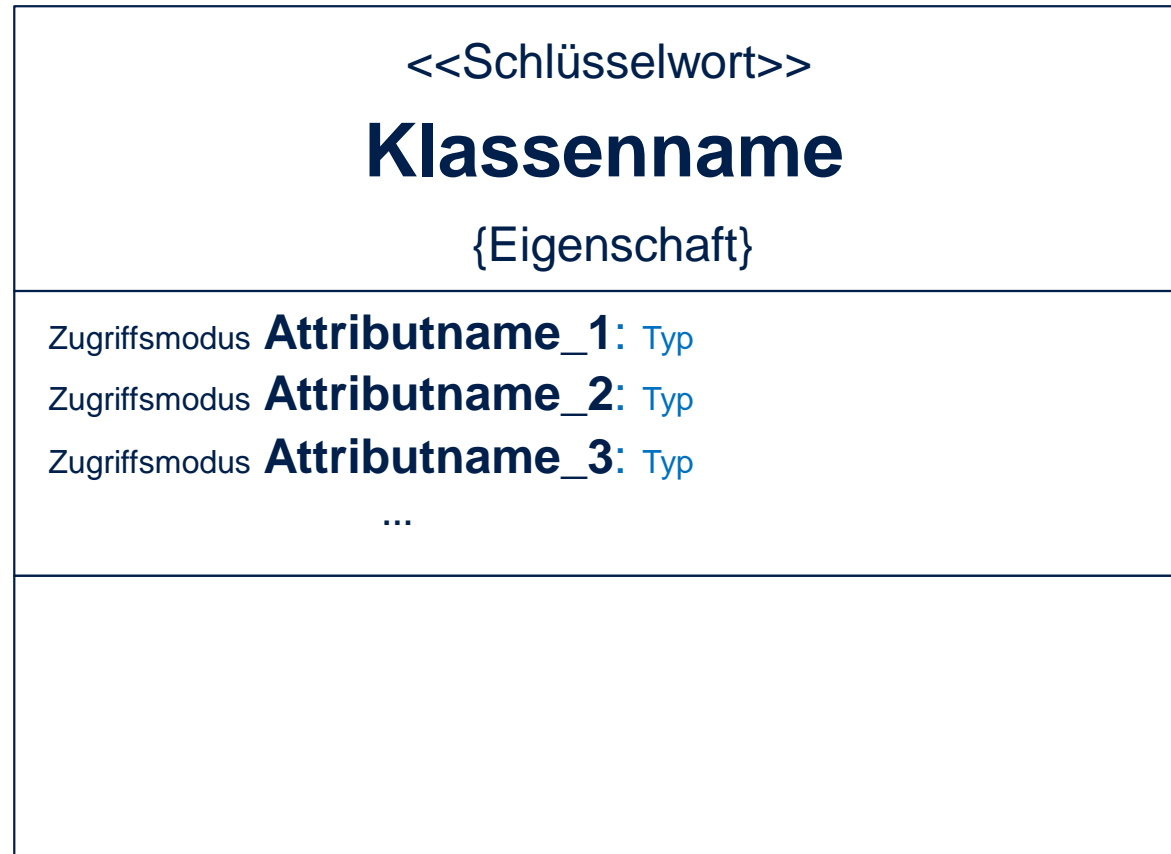 <<Schlüsselwort>>
Klassenname
{Eigenschaft}
Zugriffsmodus Attributname_1: Typ
Zugriffsmodus Attributname_2: Typ
Zugriffsmodus Attributname_3: Typ
...